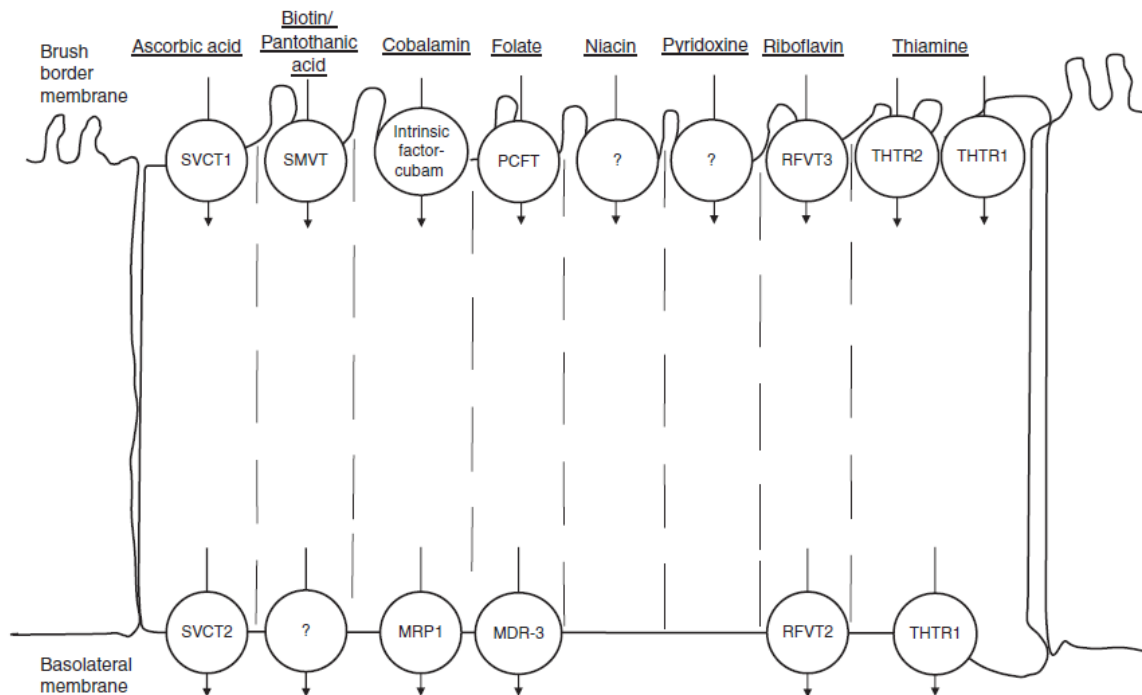 Brush
border
membrane
Ascorbic acid
Biotin/
Pantothanic
acid
Cobalamin
Folate
Niacin
Pyridoxine
Riboflavin
Thiamine
SVCT1
SMVT
Intrinsic
factor-
cubam
PCFT
?
?
RFVT3
THTR2
THTR1
SVCT2
?
MRP1
MDR-3
RFVT2
THTR1
Basolateral
membrane